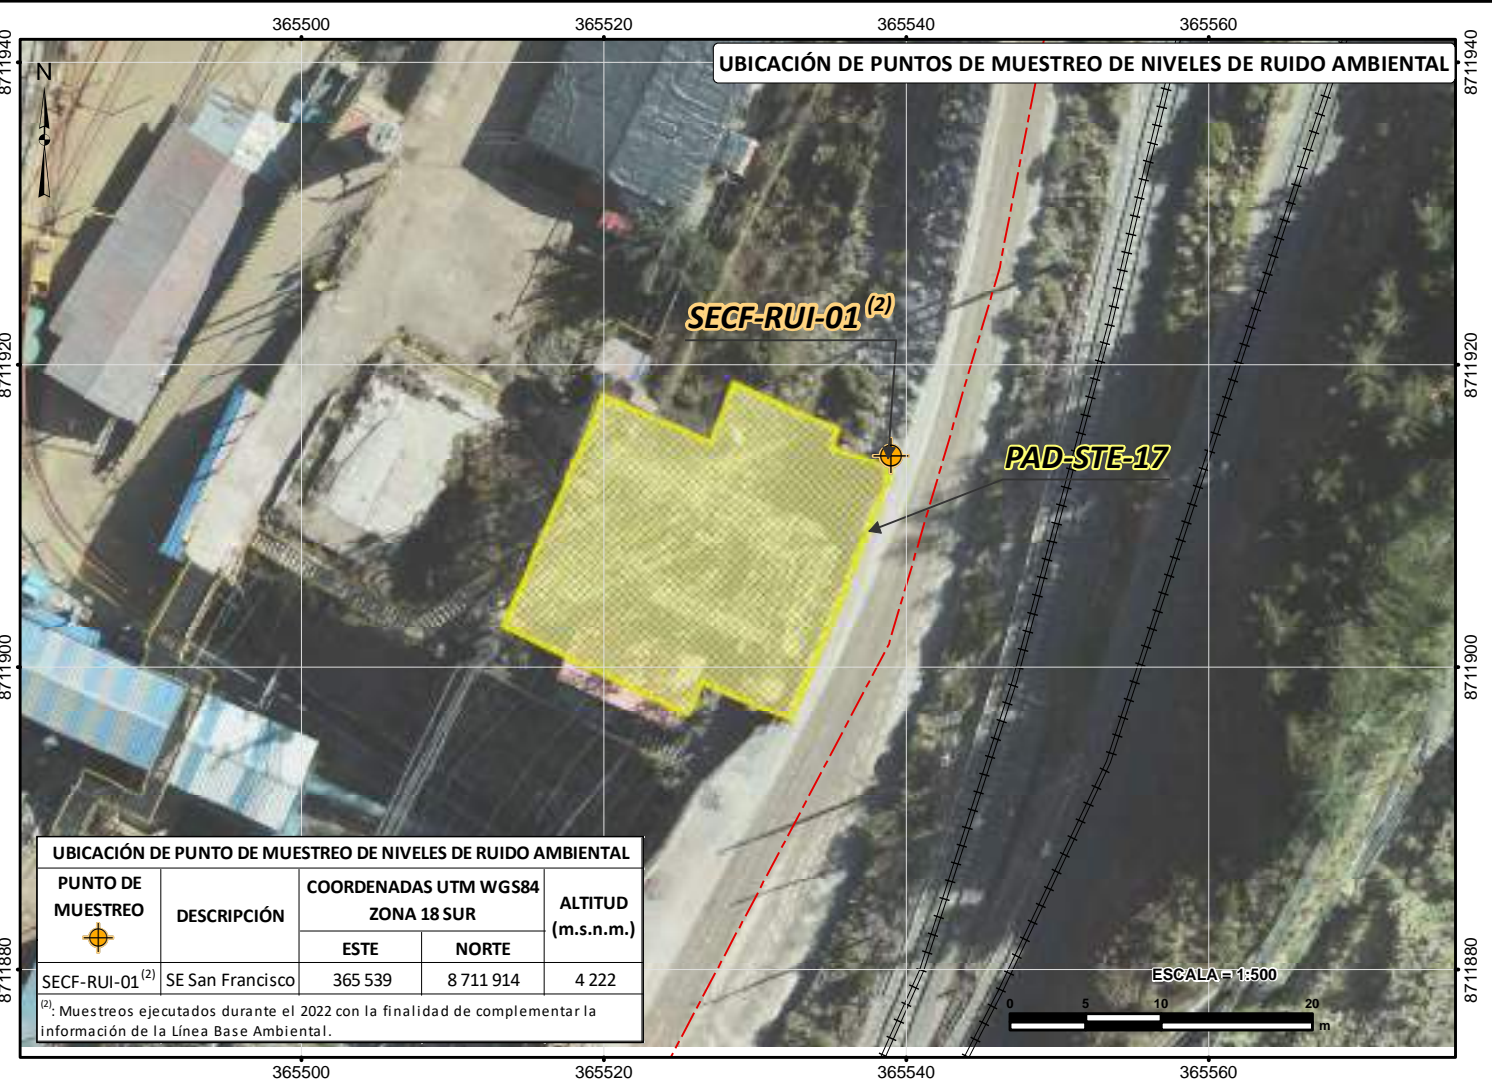 365500
365520
365540
365560
8711940
8711940
UBICACIÓN DE PUNTOS DE MUESTREO DE NIVELES DE RUIDO AMBIENTAL
N
SECF-RUI-01 (2)
8711920
8711920
PAD-STE-17
8711900
8711900
UBICACIÓN DE PUNTO DE MUESTREO DE NIVELES DE RUIDO AMBIENTAL
PUNTO DE
MUESTREO
DESCRIPCIÓN
COORDENADAS UTM WGS84
ZONA 18 SUR
ALTITUD
(m.s.n.m.)
ESTE
NORTE
SECF-RUI-01(2)
SE San Francisco
365 539
8 711 914
4 222
(2): Muestreos ejecutados durante el 2022 con la finalidad de complementar la
información de la Línea Base Ambiental.
8711880
8711880
ESCALA = 1:500
0 5 10 20
m
365500
365520
365540
365560